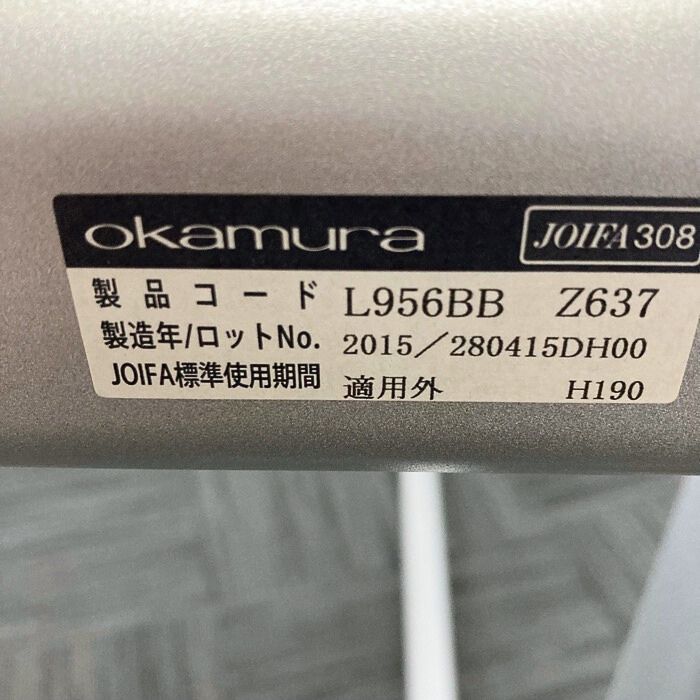 okamura JOIFA308
製品コード L956BB Z637
製造年/ロットNo. 2015/280415DH00
JOIFA標準使用期間 適用外 H190